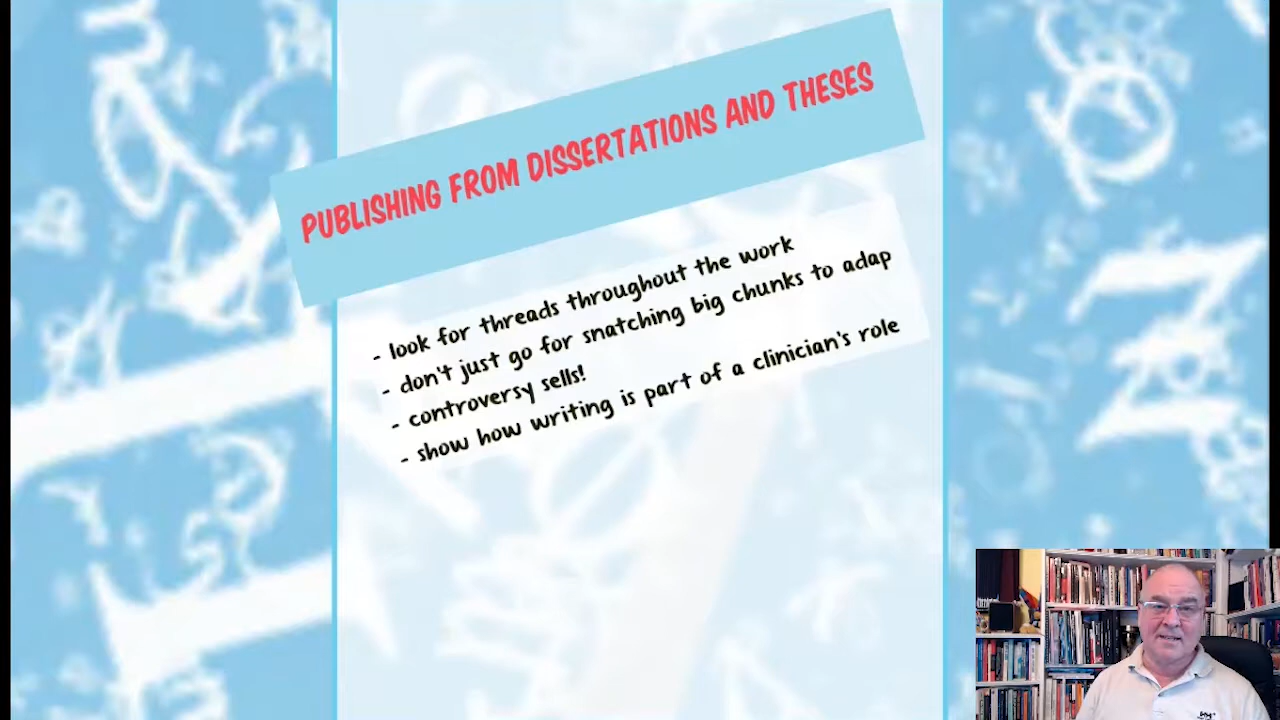 PUBLISHING FROM DISSERTATIONS AND THESES
- look for threads throughout the work
- don't just go for snatching big chunks to adap
- controversy sells!
- show how writing is part of a clinician's role